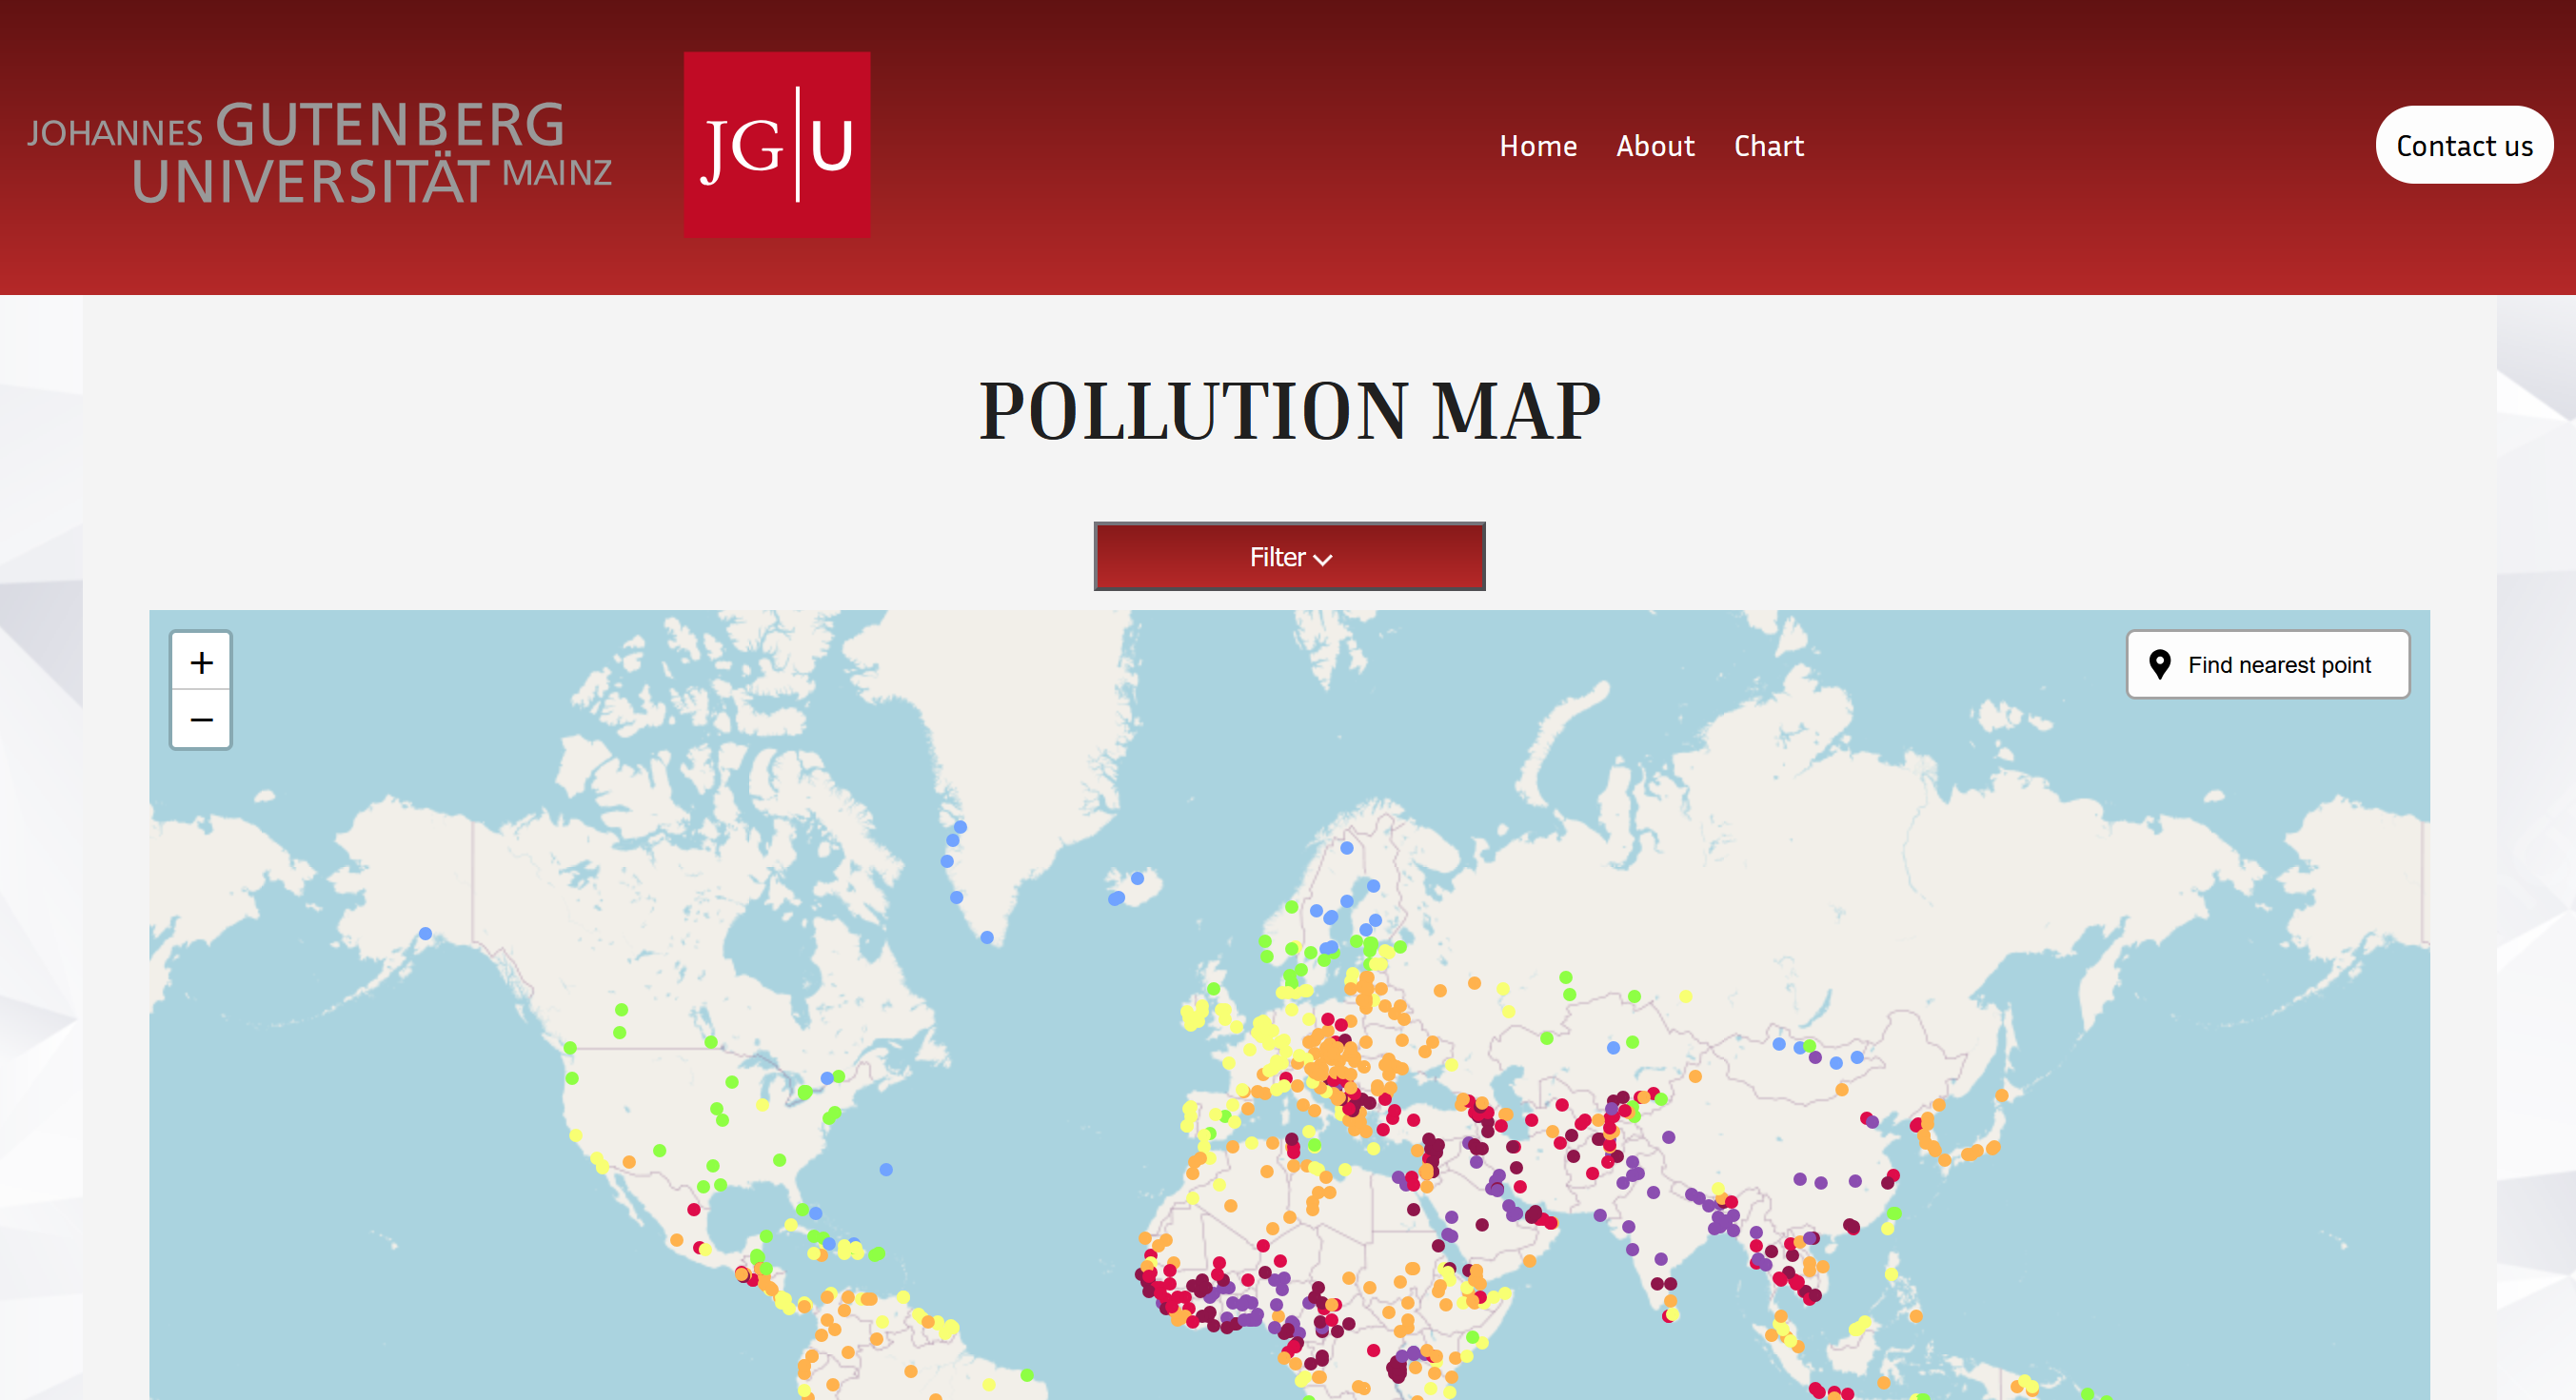 JOHANNES GUTENBERG
UNIVERSITÄT MAINZ
JG|U
Home
About
Chart
Contact us
POLLUTION MAP
Filter
+
−
Find nearest point